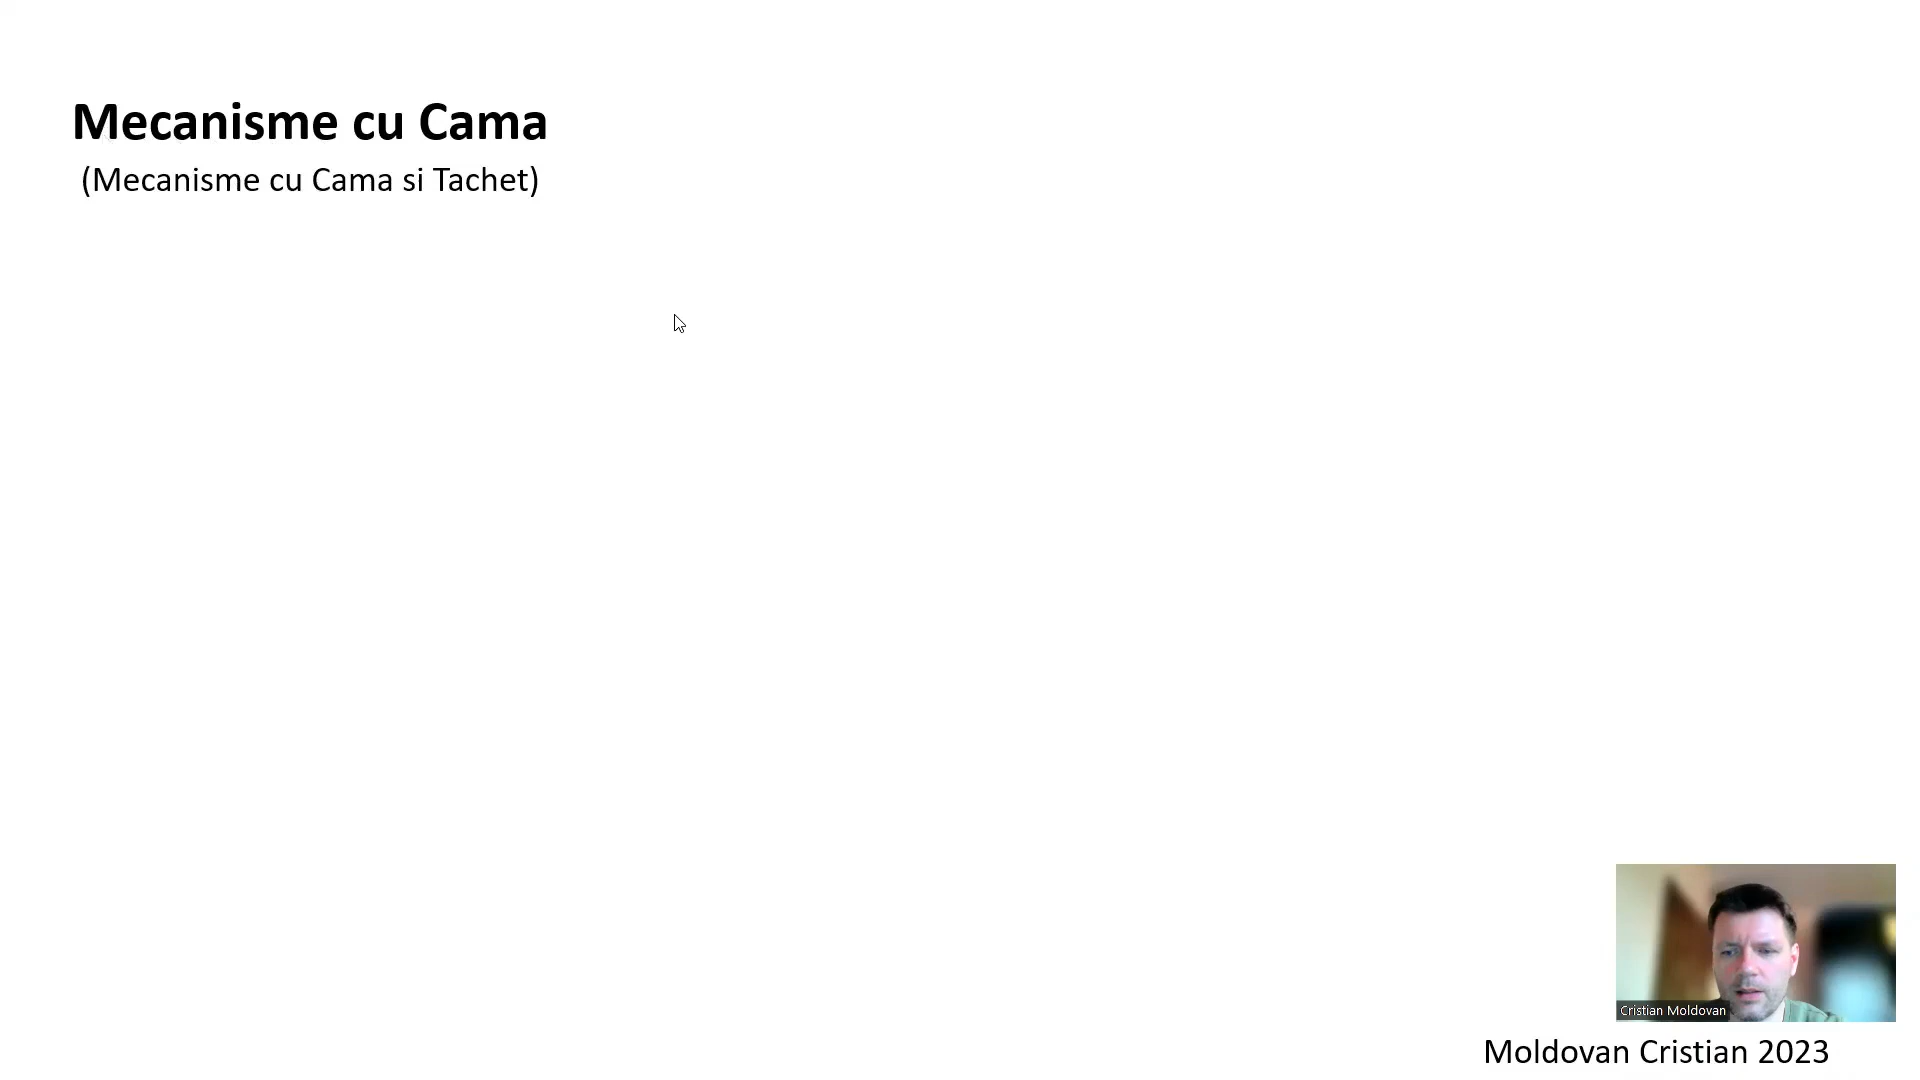 Mecanisme cu Cama
(Mecanisme cu Cama si Tachet)
Cristian Moldovan
Moldovan Cristian 2023